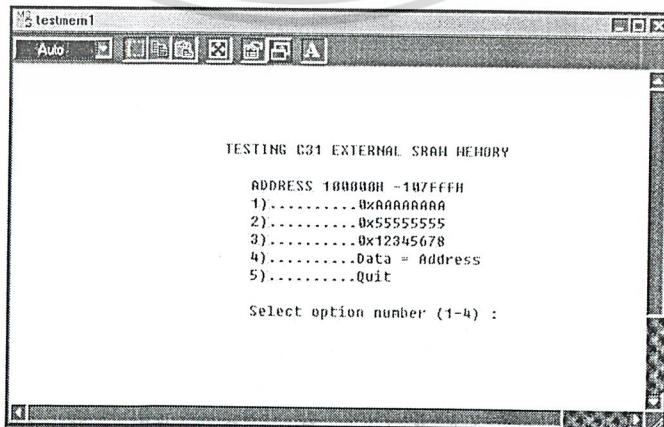 testmem1
Auto
A
TESTING C31 EXTERNAL SRAM MEMORY
ADDRESS 100000H -107FFFH
1)..........0xAAAAAAAA
2)..........0x55555555
3)..........0x12345678
4)..........Data = Address
5)..........Quit
Select option number (1-4) :